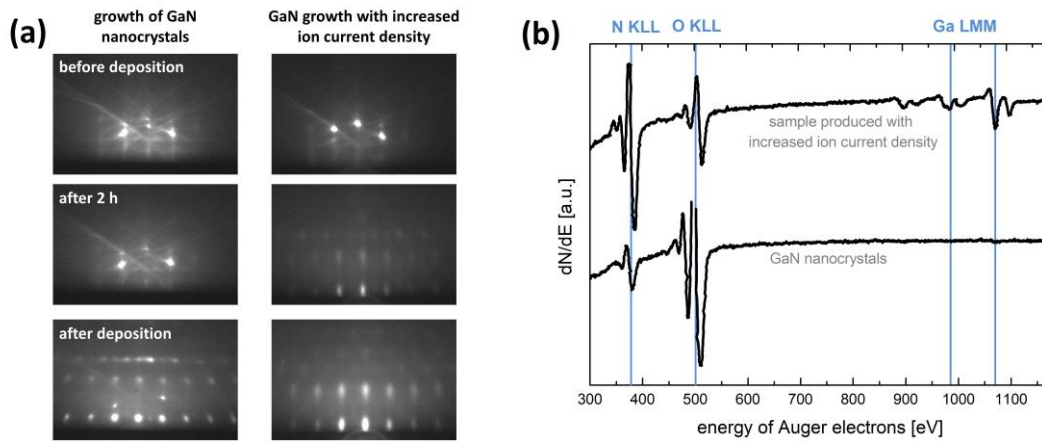 (a)
growth of GaN
nanocrystals
GaN growth with increased
ion current density
before deposition
after 2 h
after deposition
(b)
N KLL
O KLL
Ga LMM
sample produced with
increased ion current density
GaN nanocrystals
dN/dE [a.u.]
300 400 500 600 700 800 900 1000 1100
energy of Auger electrons [eV]